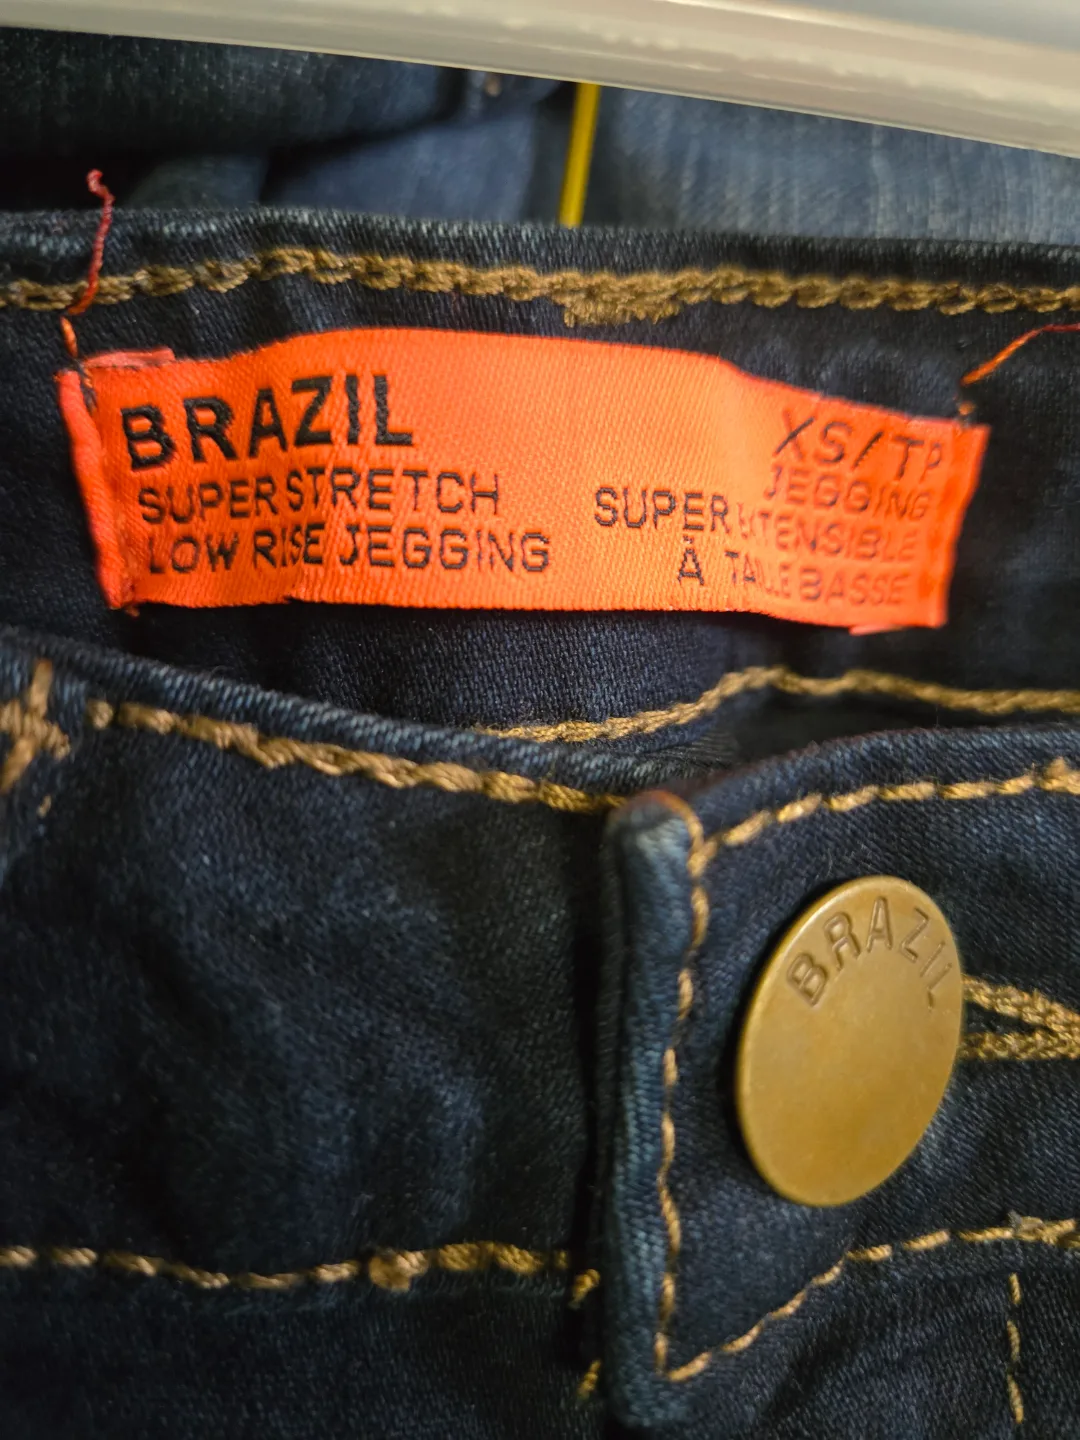 BRAZIL
SUPER STRETCH
LOW RISE JEGGING
XS/TP
JEGGING
SUPER EXTENSIBLE
À TAILLE BASSE
BRAZIL